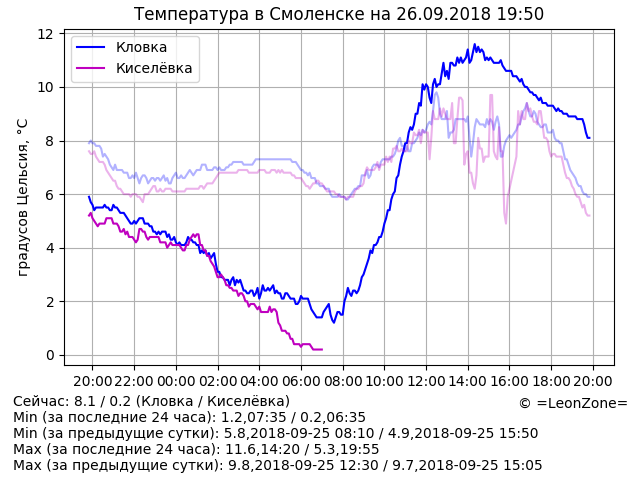 Температура в Смоленске на 26.09.2018 19:50
Кловка
Киселёвка
градусов Цельсия, °C
12
10
8
6
4
2
0
20:00 22:00 00:00 02:00 04:00 06:00 08:00 10:00 12:00 14:00 16:00 18:00 20:00
Сейчас: 8.1 / 0.2 (Кловка / Киселёвка)
© =LeonZone=
Min (за последние 24 часа): 1.2,07:35 / 0.2,06:35
Min (за предыдущие сутки): 5.8,2018-09-25 08:10 / 4.9,2018-09-25 15:50
Max (за последние 24 часа): 11.6,14:20 / 5.3,19:55
Max (за предыдущие сутки): 9.8,2018-09-25 12:30 / 9.7,2018-09-25 15:05